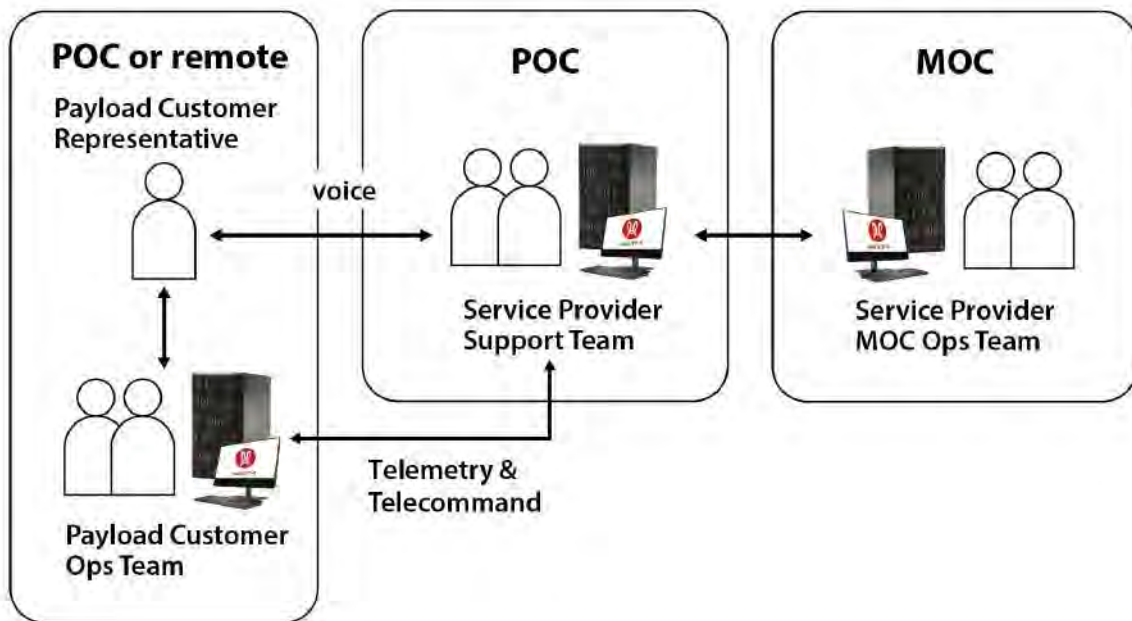 POC or remote
Payload Customer
Representative
voice
Payload Customer
Ops Team
Telemetry &
Telecommand
POC
Service Provider
Support Team
MOC
Service Provider
MOC Ops Team